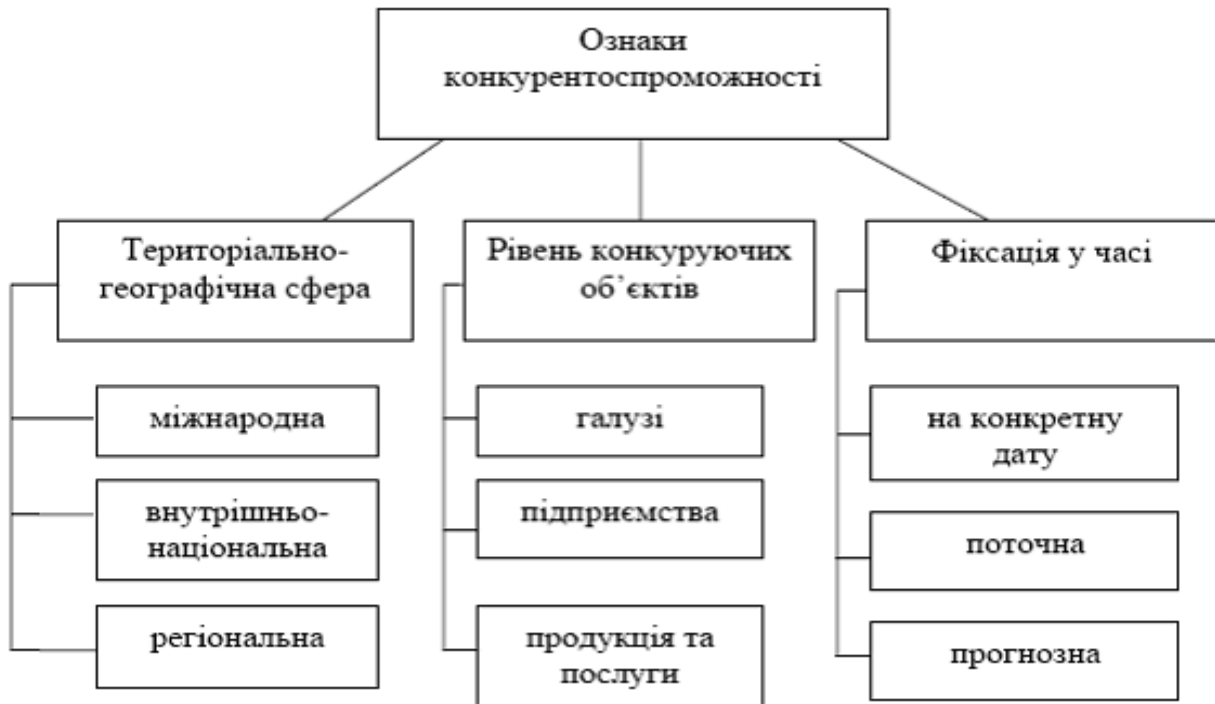 Ознаки
конкурентоспроможності
Територіально-
географічна сфера
міжнародна
внутрішньо-
національна
регіональна
Рівень конкуруючих
об’єктів
галузі
підприємства
продукція та
послуги
Фіксація у часі
на конкретну
дату
поточна
прогнозна